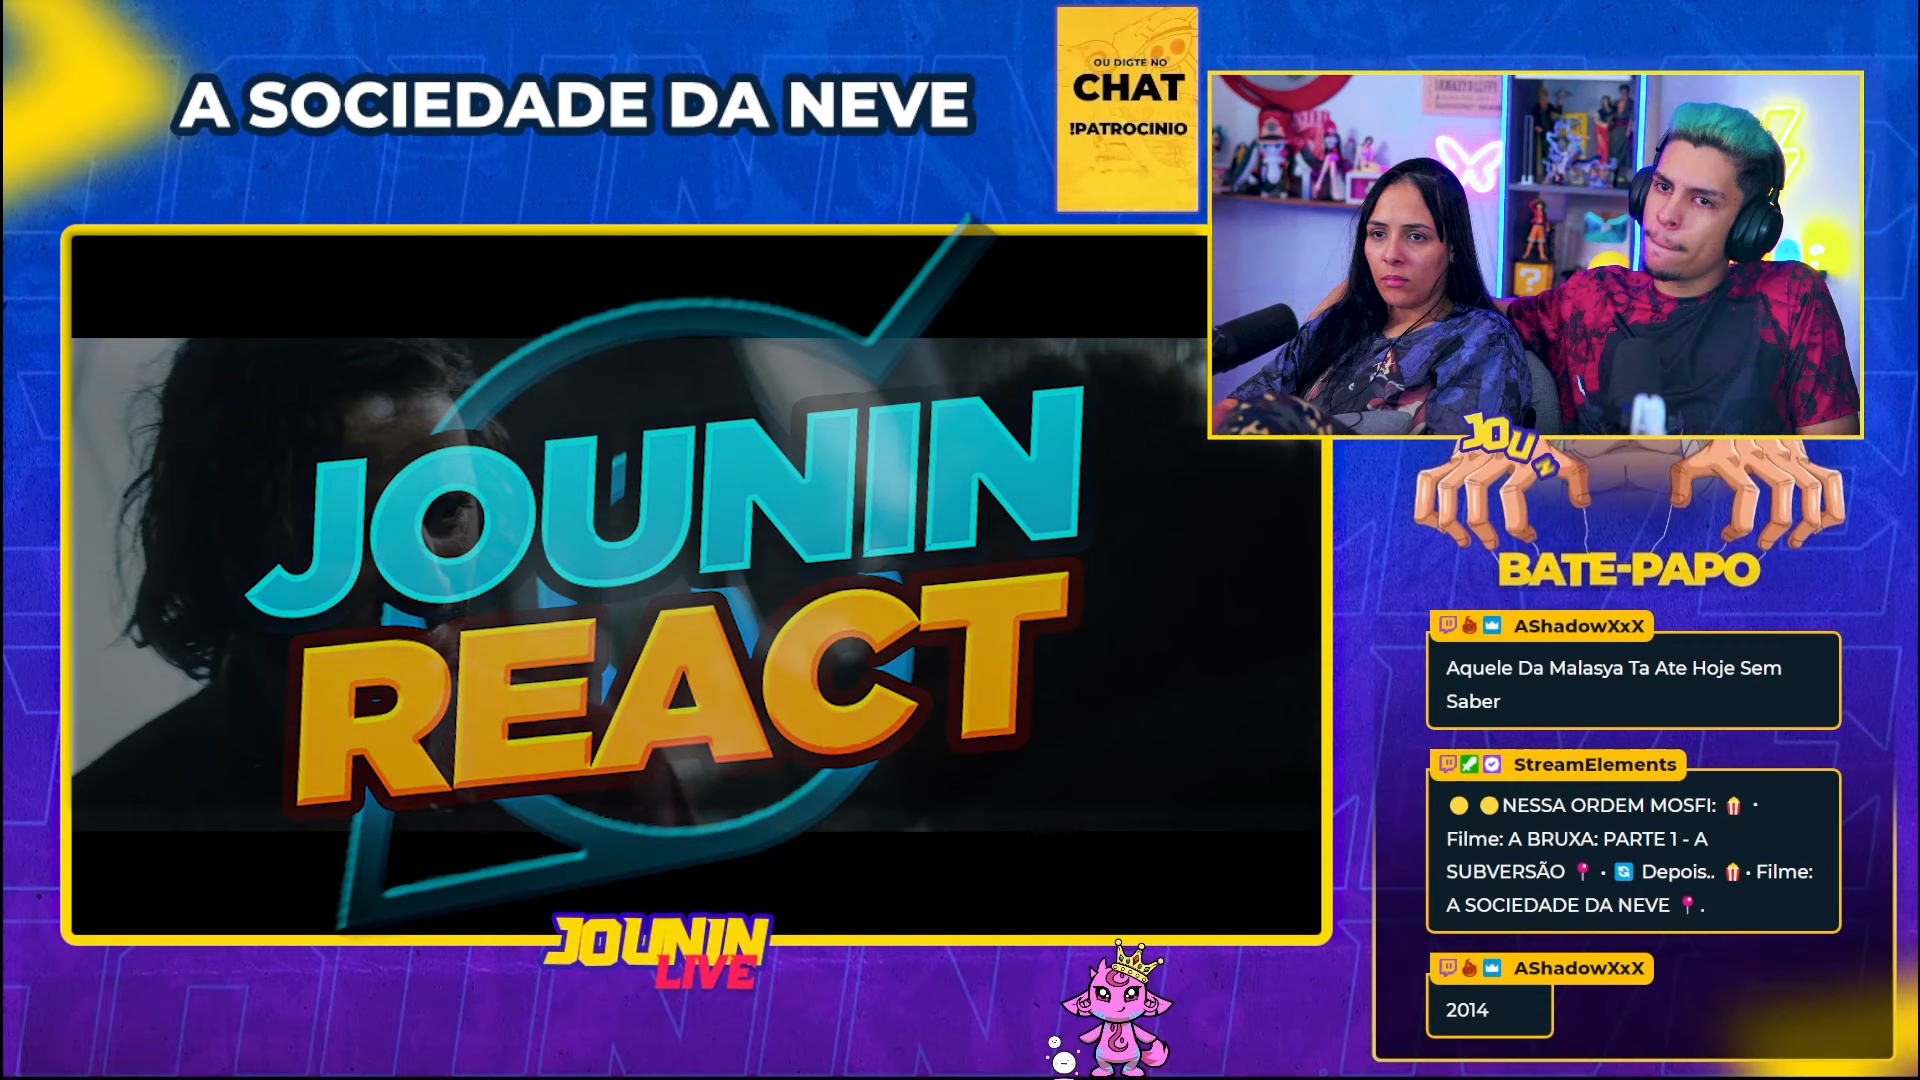 A SOCIEDADE DA NEVE
OU DIGTE NO
CHAT
!PATROCINIO
JOUNIN
REACT
JOUNIN
LIVE
JOUN
BATE-PAPO
AShadowXxX
Aquele Da Malasya Ta Ate Hoje Sem
Saber
StreamElements
NESSA ORDEM MOSFI: 🍿 •
Filme: A BRUXA: PARTE 1 - A
SUBVERSÃO 📍 • 🔄 Depois.. 🍿 • Filme:
A SOCIEDADE DA NEVE 📍 .
AShadowXxX
2014